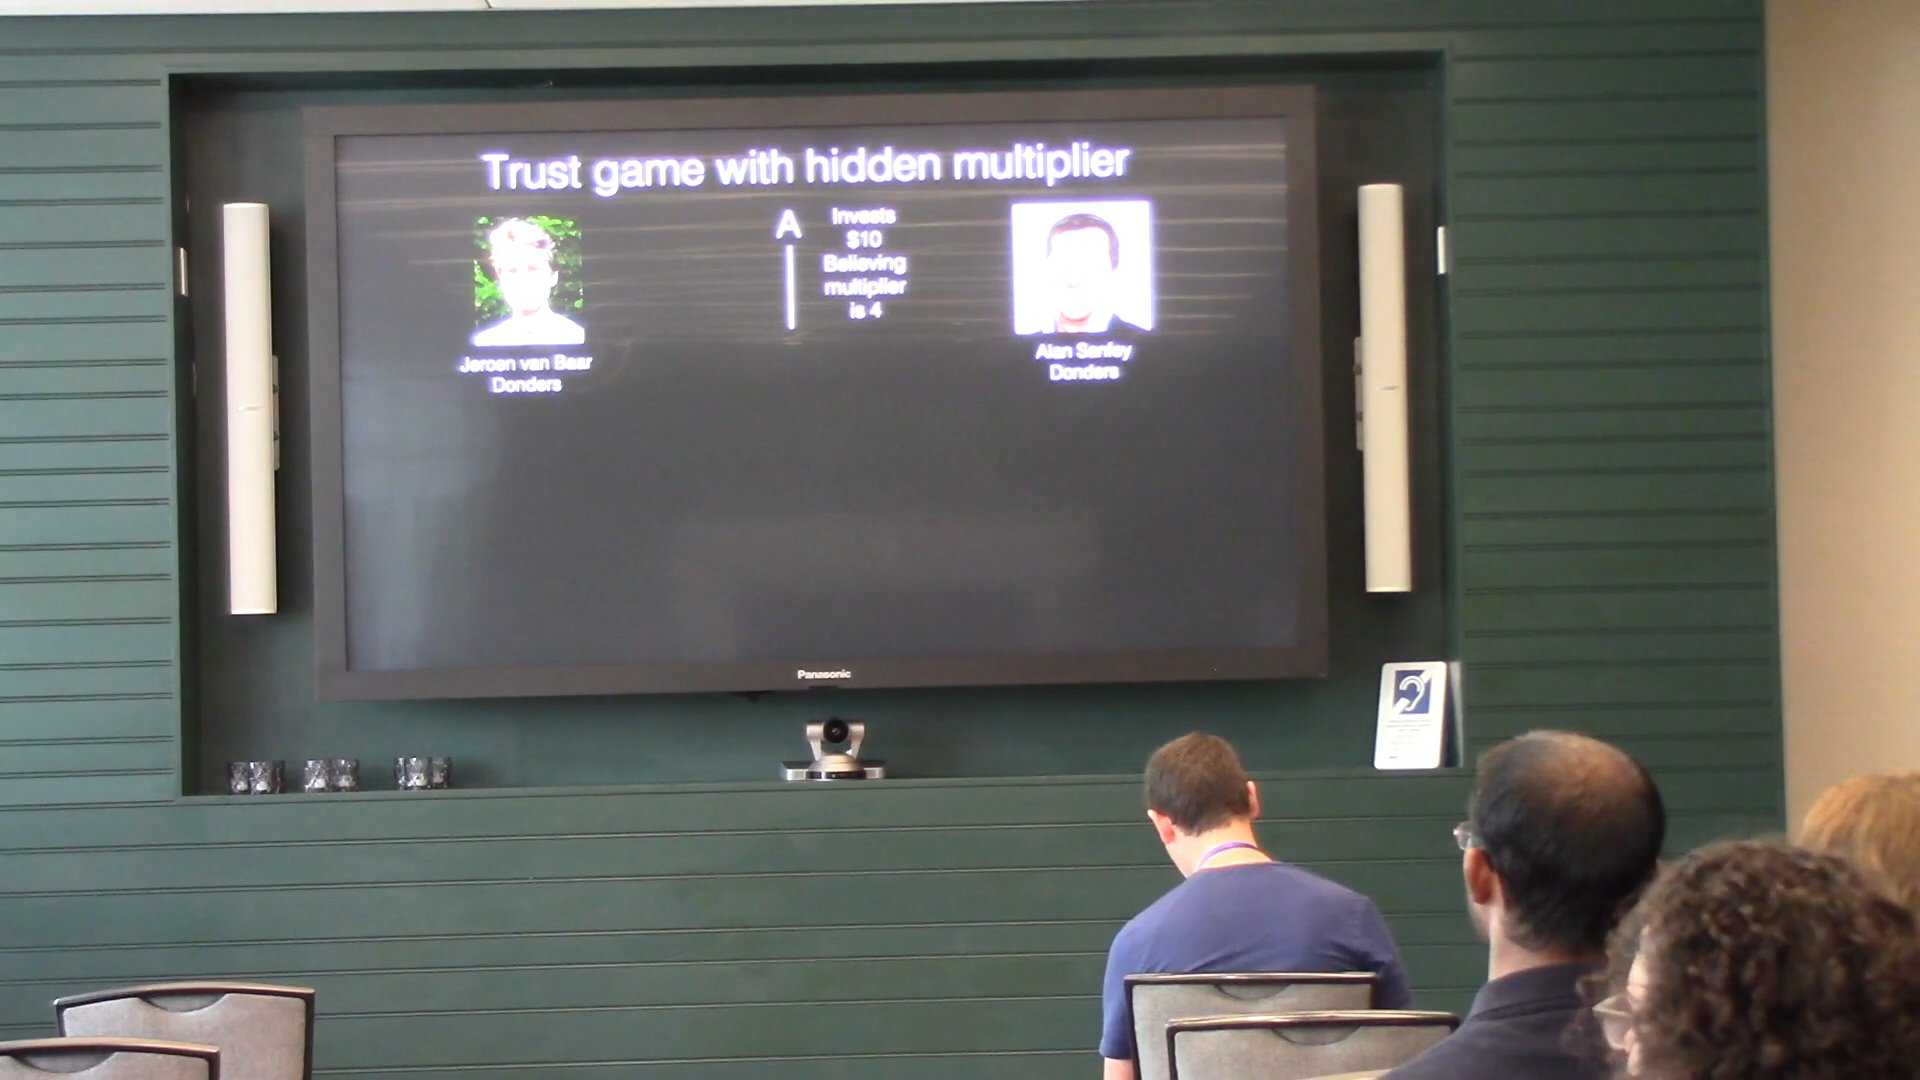 Trust game with hidden multiplier
A
Invests
$10
Believing
multiplier
is 4
Jeroen van Baar
Donders
Alan Sanfey
Donders
Panasonic